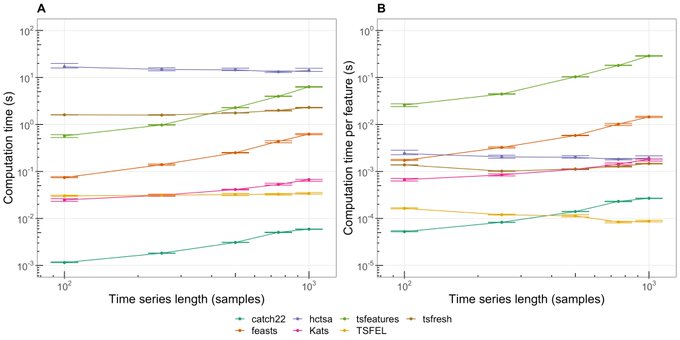 A
Computation time (s)
10²
10¹
10⁰
10⁻¹
10⁻²
10⁻³
10²
10³
Time series length (samples)
B
Computation time per feature (s)
10⁰
10⁻¹
10⁻²
10⁻³
10⁻⁴
10⁻⁵
10²
10³
Time series length (samples)
catch22 hctsa tsfeatures tsfresh
feasts Kats TSFEL